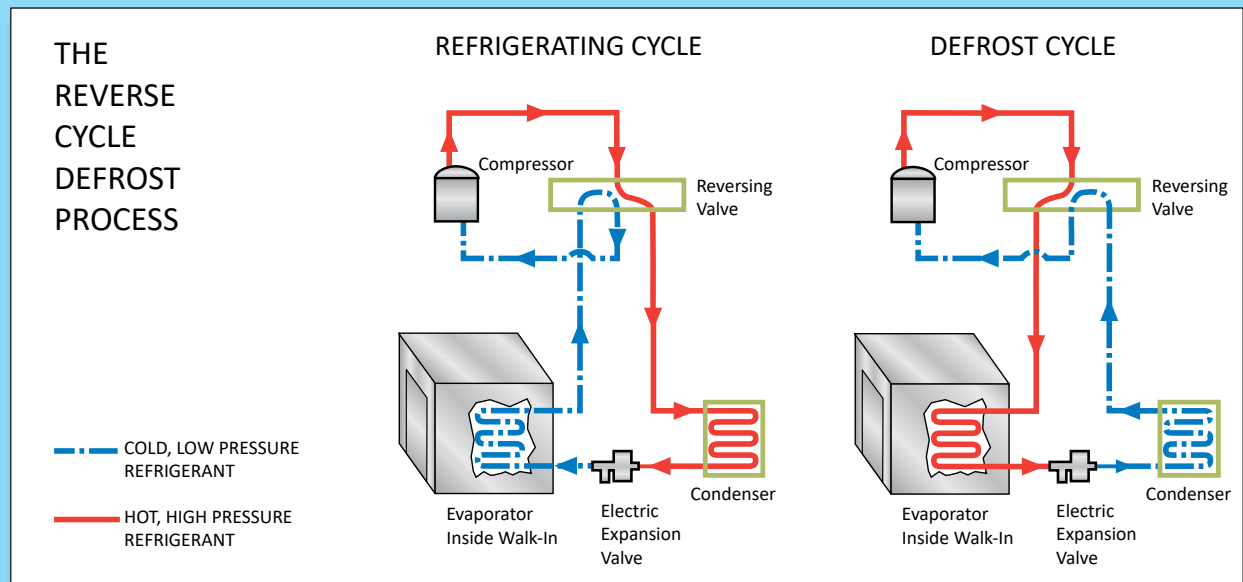 THE
REVERSE
CYCLE
DEFROST
PROCESS
REFRIGERATING CYCLE
Compressor
Reversing
Valve
Evaporator
Inside Walk-In
Electric
Expansion
Valve
Condenser
DEFROST CYCLE
Compressor
Reversing
Valve
Evaporator
Inside Walk-In
Electric
Expansion
Valve
Condenser
COLD, LOW PRESSURE
REFRIGERANT
HOT, HIGH PRESSURE
REFRIGERANT